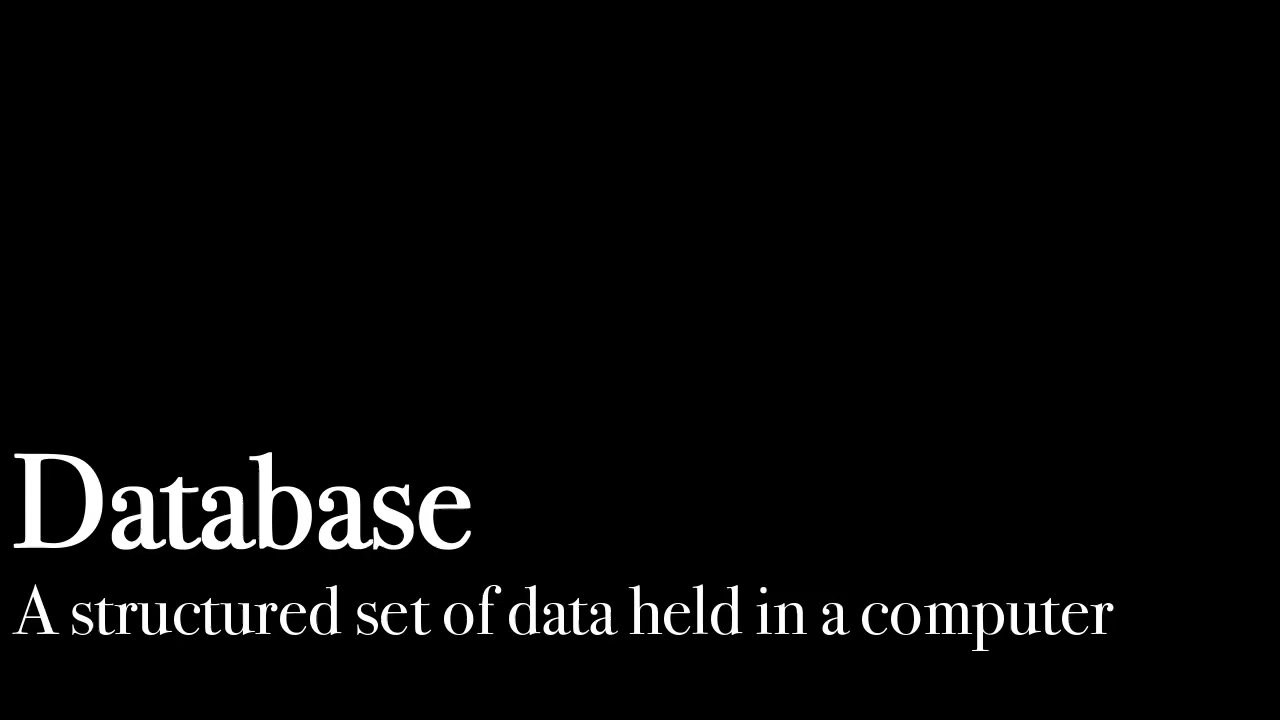 Database
A structured set of data held in a computer